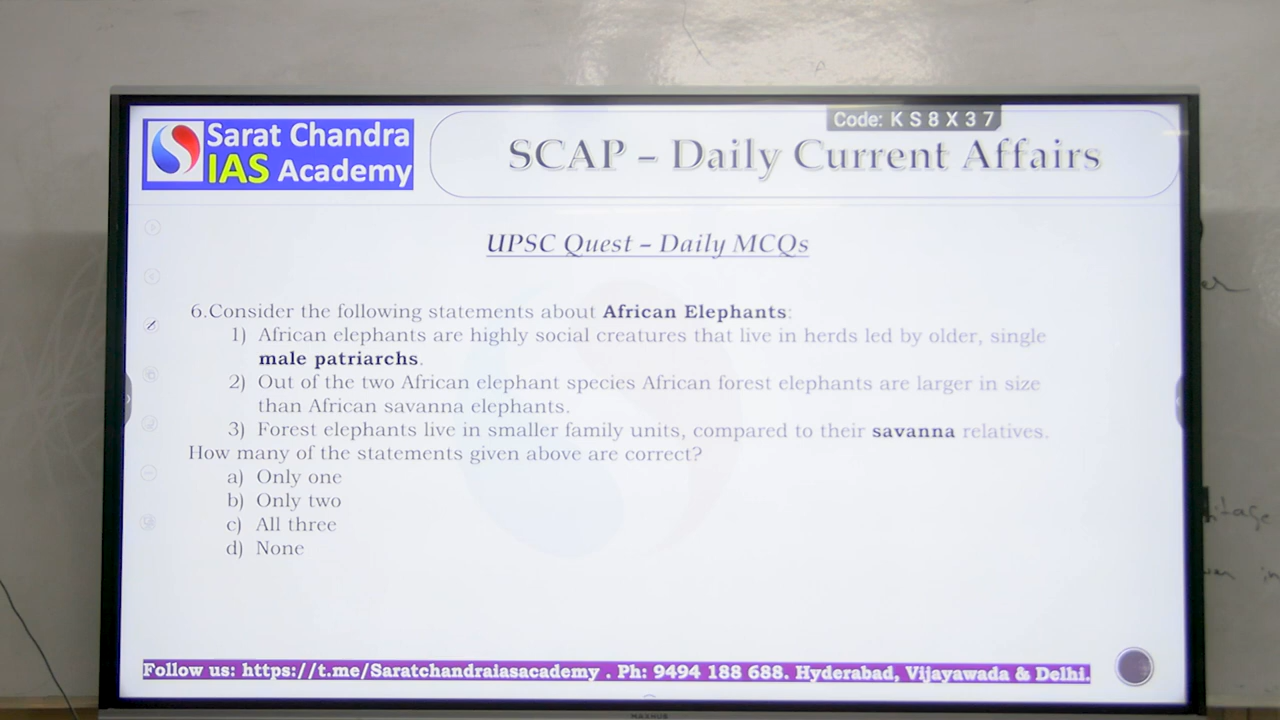 Code: K S 8 X 3 7
Sarat Chandra
IAS Academy
SCAP – Daily Current Affairs
UPSC Quest – Daily MCQs
6.Consider the following statements about African Elephants:
1) African elephants are highly social creatures that live in herds led by older, single
male patriarchs.
2) Out of the two African elephant species African forest elephants are larger in size
than African savanna elephants.
3) Forest elephants live in smaller family units, compared to their savanna relatives.
How many of the statements given above are correct?
a) Only one
b) Only two
c) All three
d) None
Follow us: https://t.me/Saratchandraiasacademy . Ph: 9494 188 688. Hyderabad, Vijayawada & Delhi.